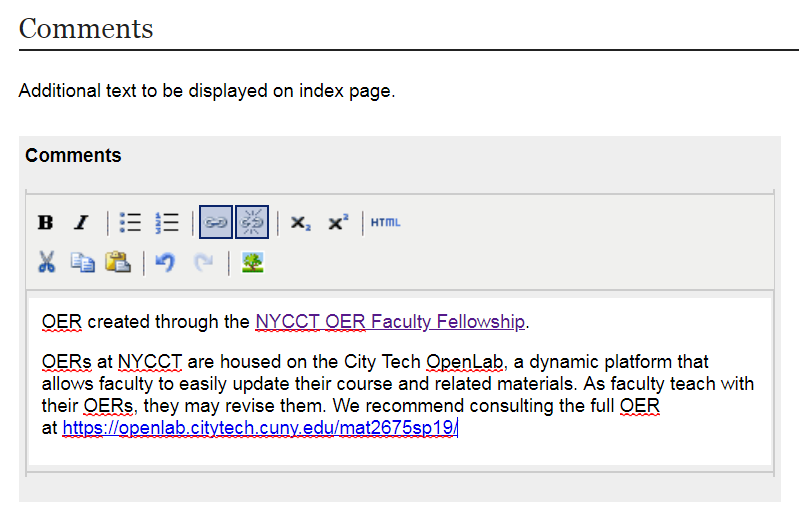 Comments
Additional text to be displayed on index page.
Comments
B I X₂ X² HTML
OER created through the NYCCT OER Faculty Fellowship.
OERs at NYCCT are housed on the City Tech OpenLab, a dynamic platform that
allows faculty to easily update their course and related materials. As faculty teach with
their OERs, they may revise them. We recommend consulting the full OER
at https://openlab.citytech.cuny.edu/mat2675sp19/